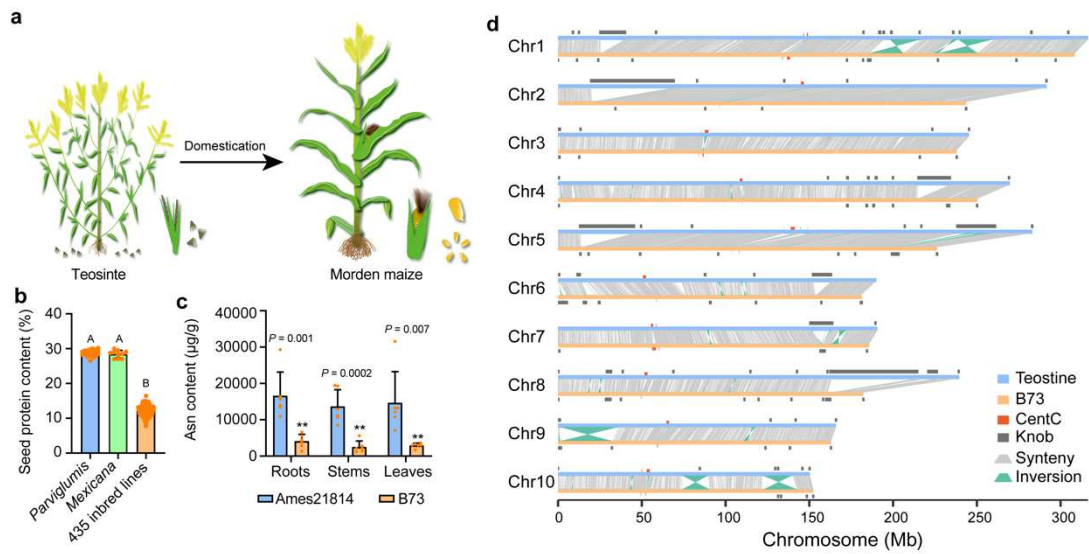 a
Domestication
Teosinte
Morden maize
b
Seed protein content (%)
40
30
20
10
0
A
A
B
Parviglumis
Mexicana
435 inbred lines
c
Asn content (μg/g)
40000
30000
20000
10000
0
P = 0.001
P = 0.0002
P = 0.007
**
**
**
Roots
Stems
Leaves
Ames21814
B73
d
Chr1
Chr2
Chr3
Chr4
Chr5
Chr6
Chr7
Chr8
Chr9
Chr10
Teostine
B73
CentC
Knob
Synteny
Inversion
0
50
100
150
200
250
300
Chromosome (Mb)